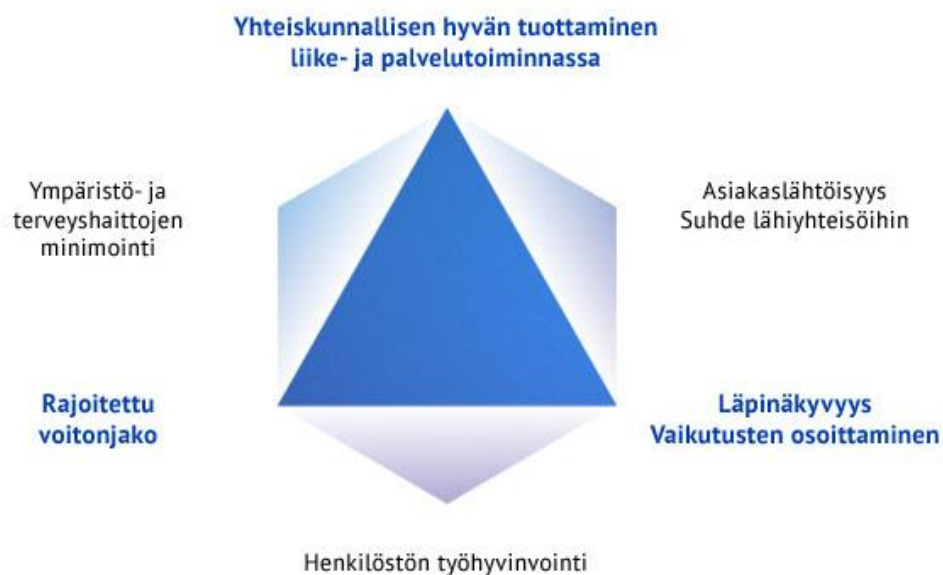 Yhteiskunnallisen hyvän tuottaminen
liike- ja palvelutoiminnassa
Ympäristö- ja
terveyshaittojen
minimointi
Asiakaslähtöisyys
Suhde lähiyhteisöihin
Rajoitettu
voitonjako
Läpinäkyvyys
Vaikutusten osoittaminen
Henkilöstön työhyvinvointi